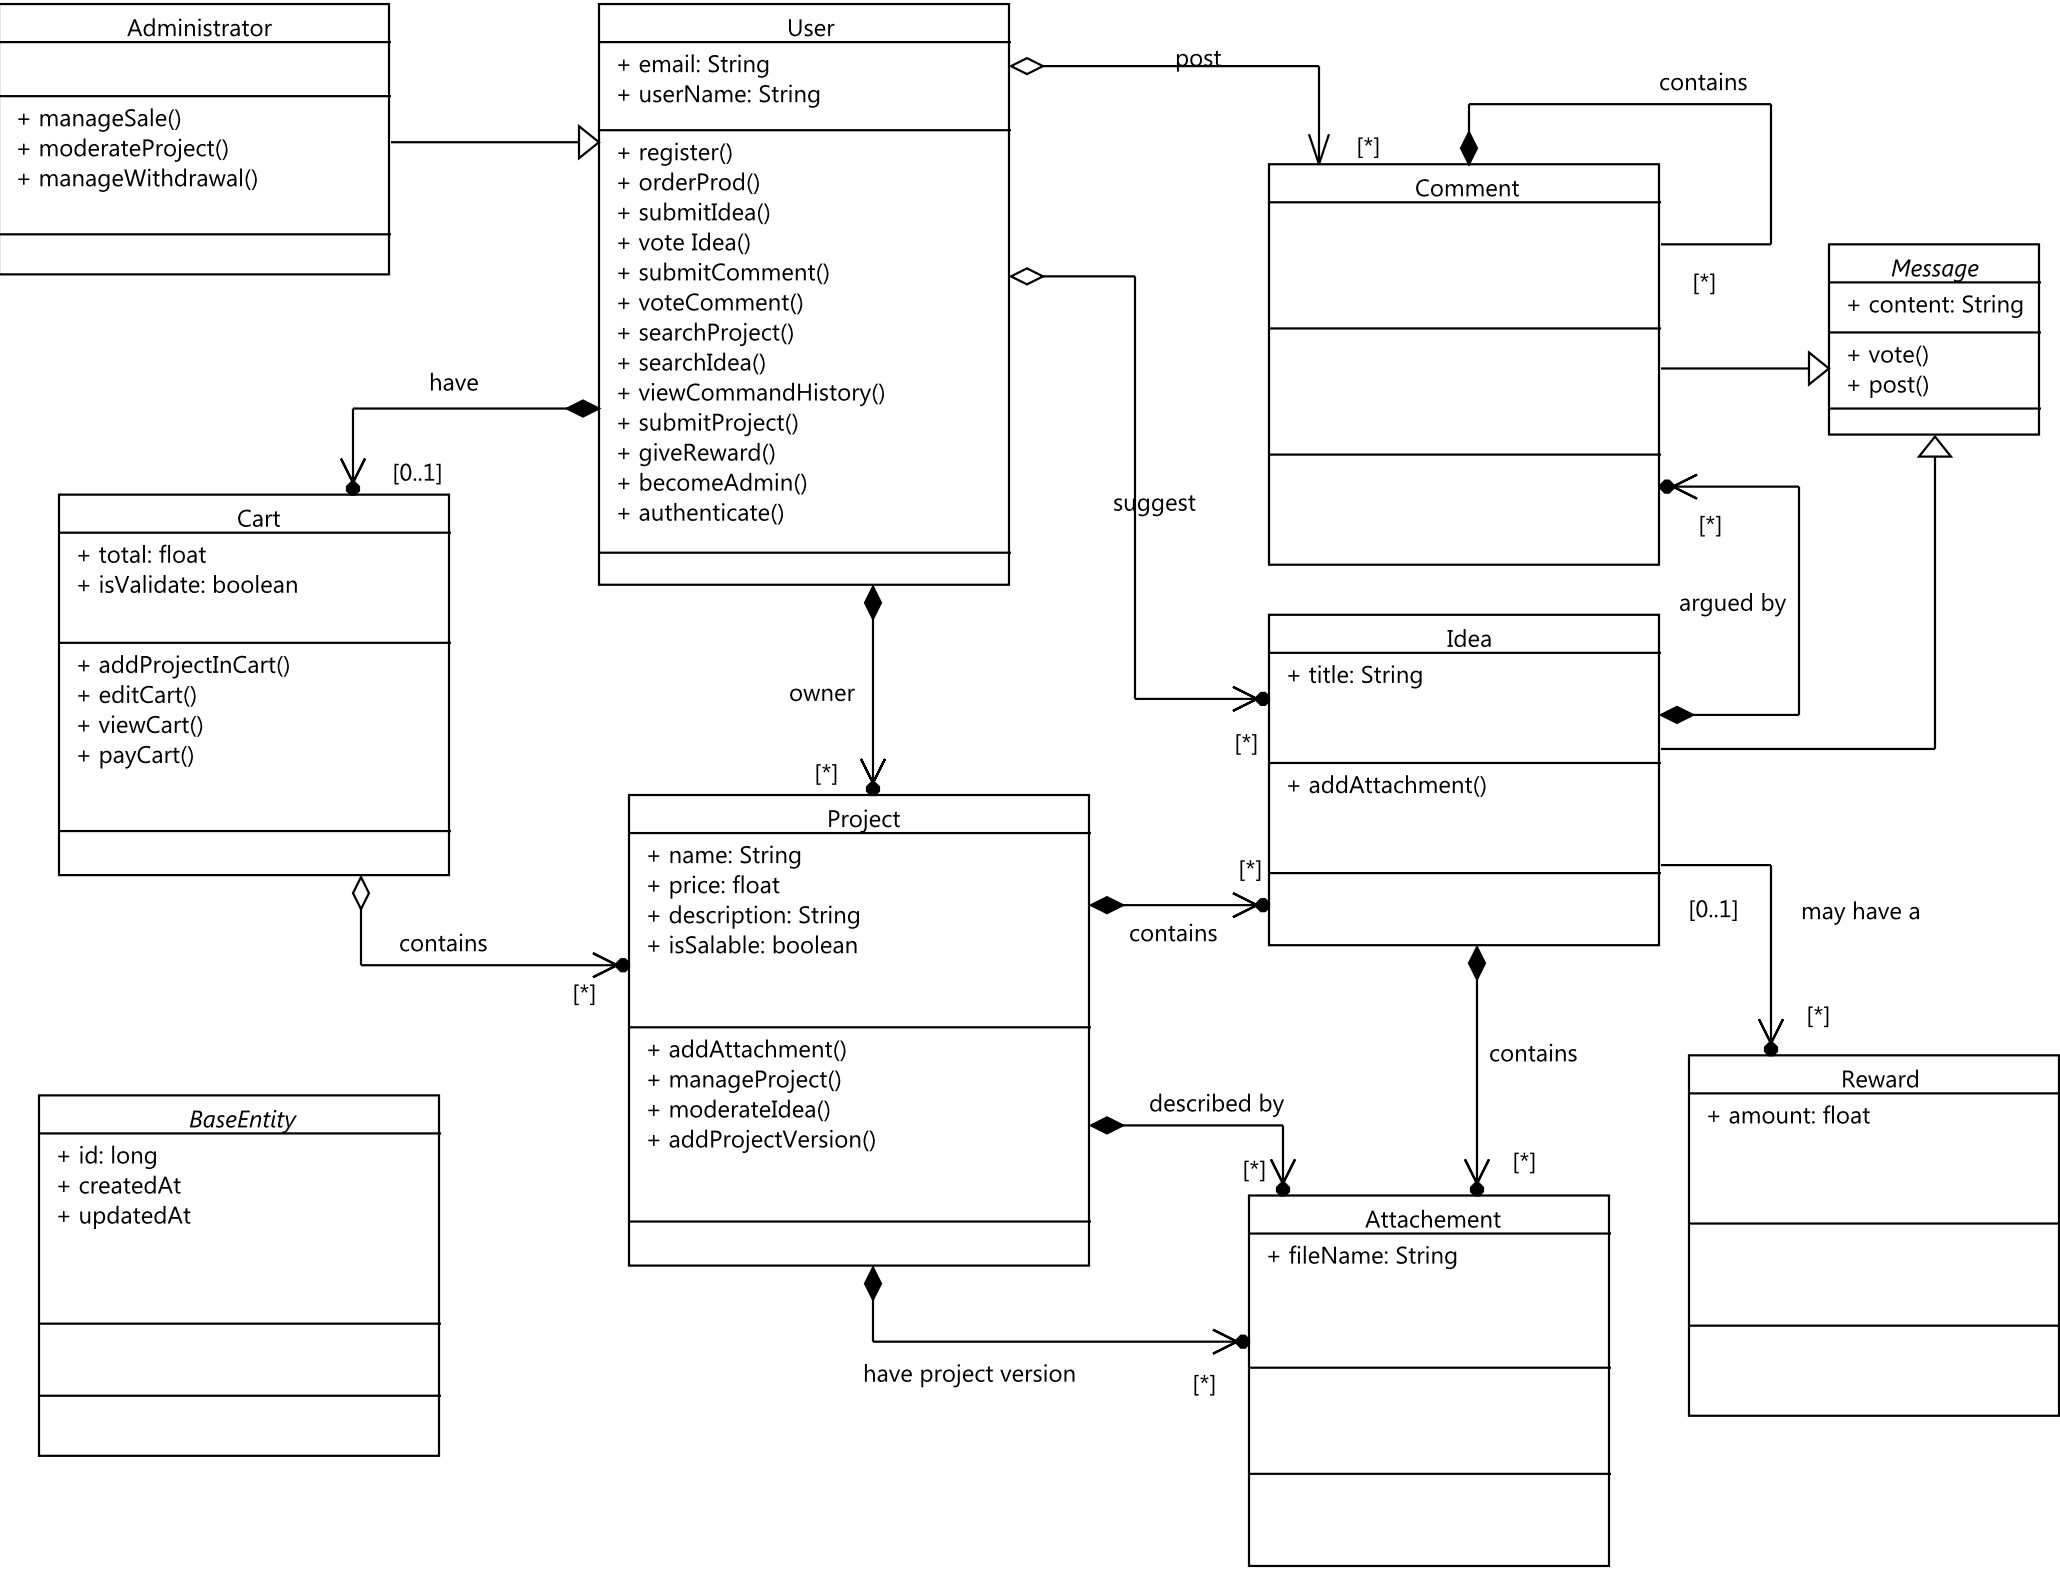 Administrator
+ manageSale()
+ moderateProject()
+ manageWithdrawal()
User
+ email: String
+ userName: String
+ register()
+ orderProd()
+ submitIdea()
+ vote Idea()
+ submitComment()
+ voteComment()
+ searchProject()
+ searchIdea()
+ viewCommandHistory()
+ submitProject()
+ giveReward()
+ becomeAdmin()
+ authenticate()
post
[*]
contains
Comment
[*]
Message
+ content: String
+ vote()
+ post()
have
[0..1]
suggest
[*]
argued by
Cart
+ total: float
+ isValidate: boolean
+ addProjectInCart()
+ editCart()
+ viewCart()
+ payCart()
owner
[*]
[*]
Idea
+ title: String
+ addAttachment()
Project
+ name: String
+ price: float
+ description: String
+ isSalable: boolean
+ addAttachment()
+ manageProject()
+ moderateIdea()
+ addProjectVersion()
[*]
contains
contains
[*]
[0..1]
may have a
[*]
contains
[*]
described by
[*]
BaseEntity
+ id: long
+ createdAt
+ updatedAt
Reward
+ amount: float
Attachement
+ fileName: String
have project version
[*]